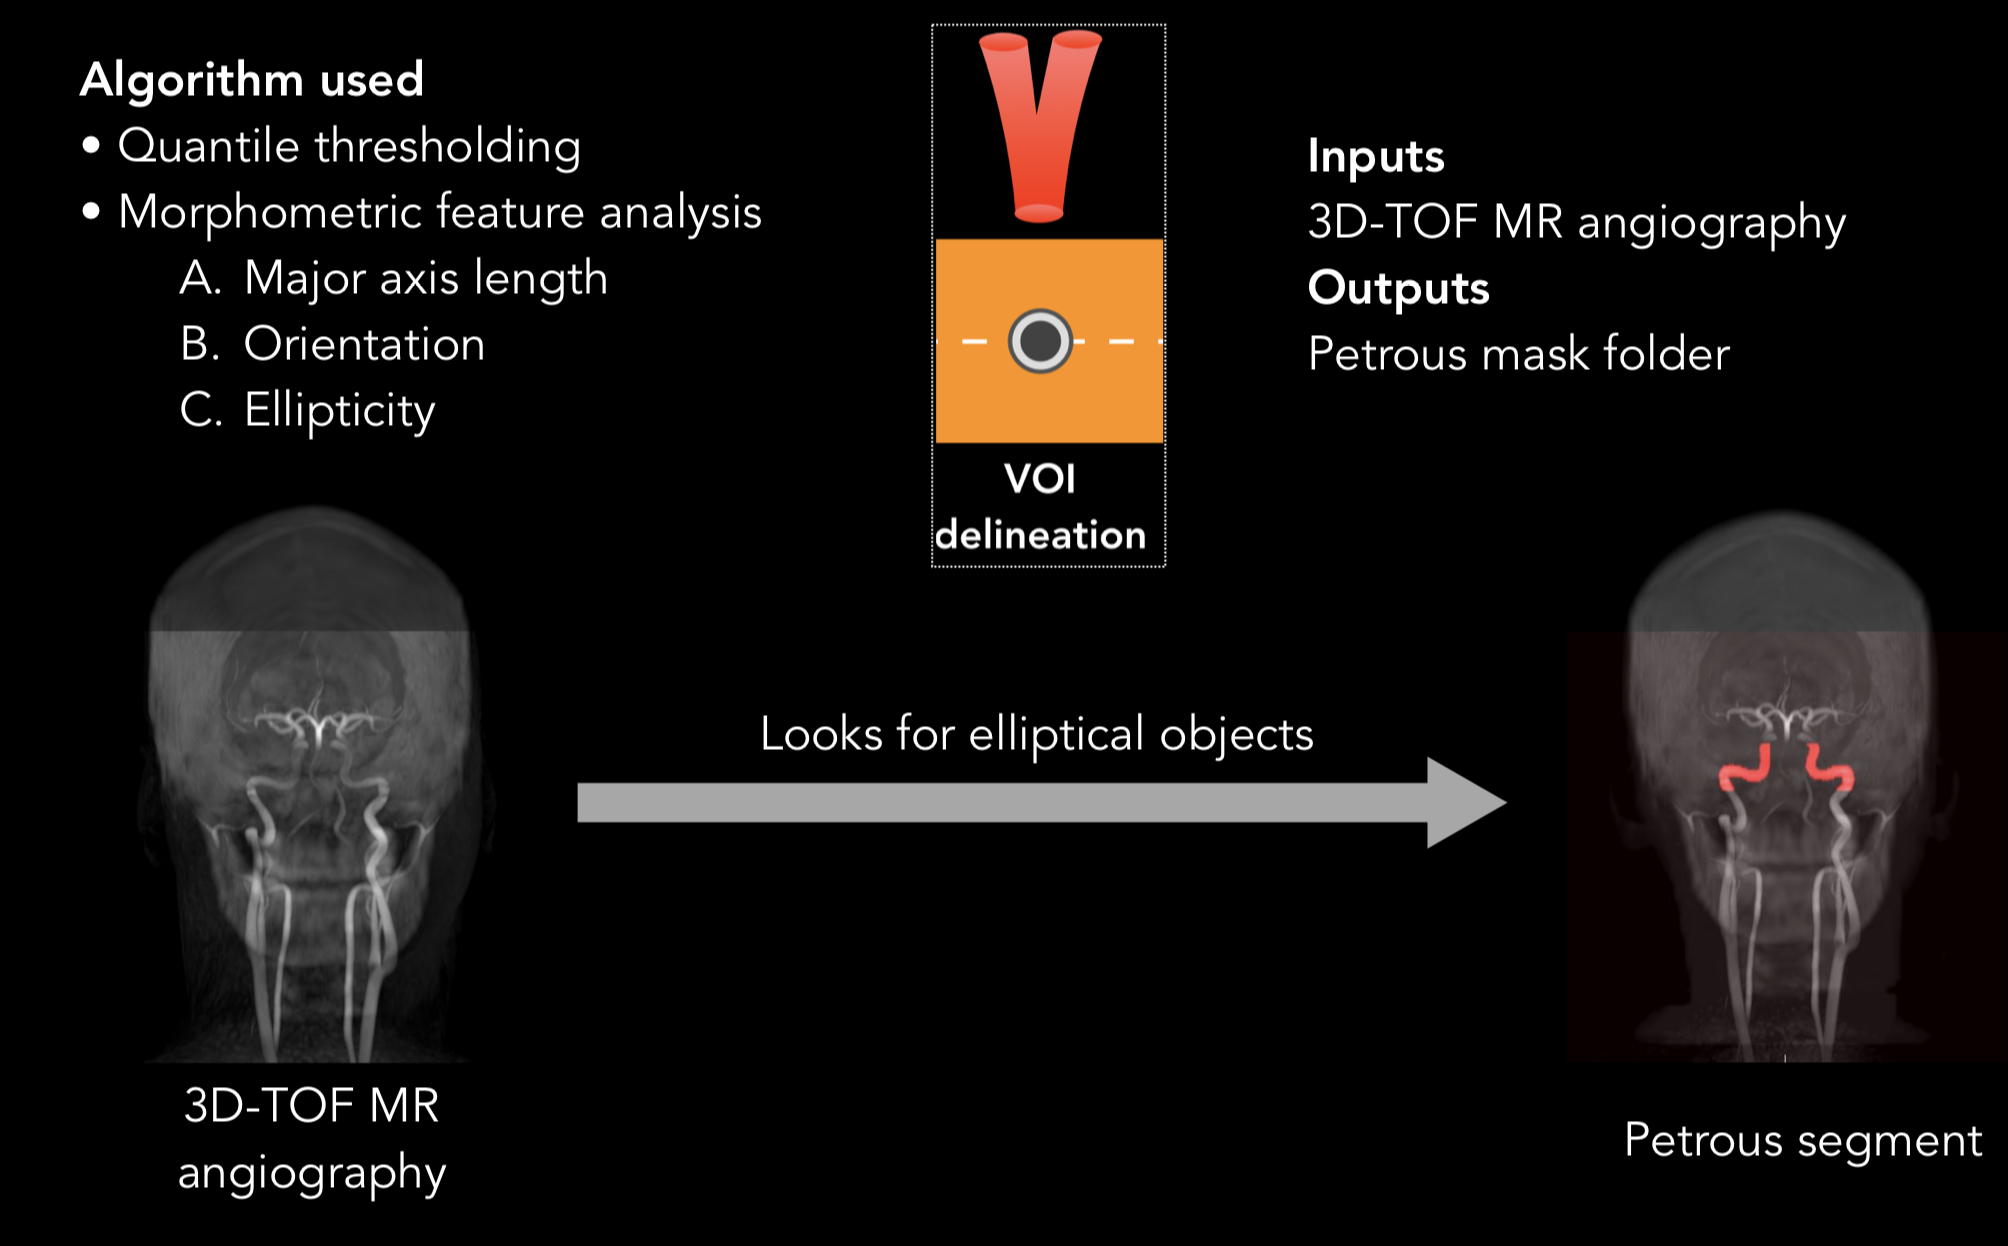 Algorithm used
• Quantile thresholding
• Morphometric feature analysis
A. Major axis length
B. Orientation
C. Ellipticity
VOI
delineation
Inputs
3D-TOF MR angiography
Outputs
Petrous mask folder
Looks for elliptical objects
3D-TOF MR
angiography
Petrous segment